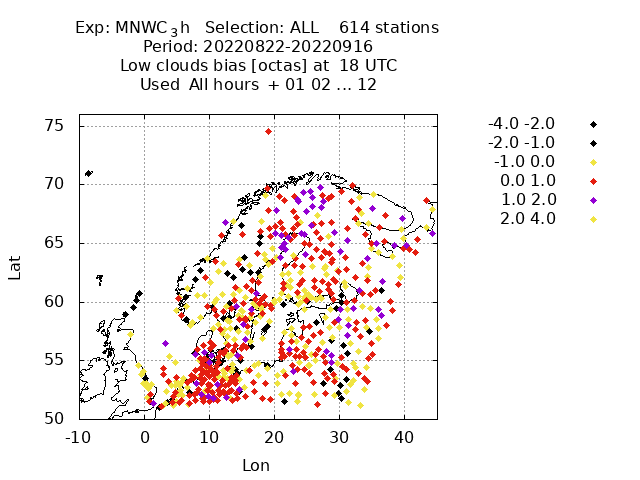 Exp: MNWC_3h   Selection: ALL    614 stations
Period: 20220822-20220916
Low clouds bias [octas] at  18 UTC
Used  All hours  + 01 02 ... 12
-4.0 -2.0
-2.0 -1.0
-1.0 0.0
0.0 1.0
1.0 2.0
2.0 4.0
75
70
65
60
55
50
Lat
-10 0 10 20 30 40
Lon